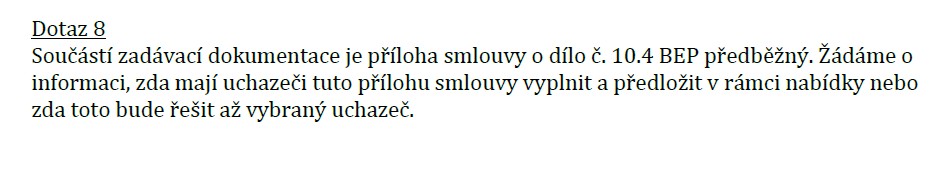 Dotaz 8
Součástí zadávací dokumentace je příloha smlouvy o dílo č. 10.4 BEP předběžný. Žádáme o
informaci, zda mají uchazeči tuto přílohu smlouvy vyplnit a předložit v rámci nabídky nebo
zda toto bude řešit až vybraný uchazeč.